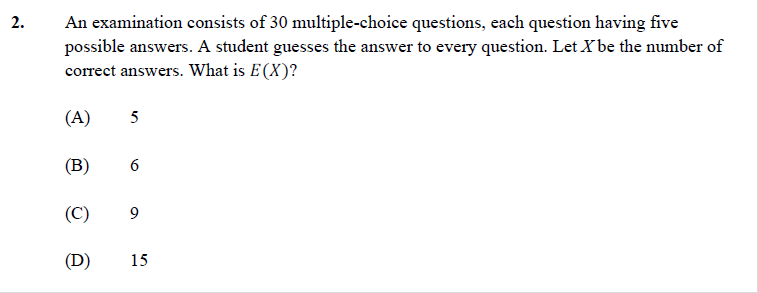 2. An examination consists of 30 multiple-choice questions, each question having five
possible answers. A student guesses the answer to every question. Let X be the number of
correct answers. What is E(X)?
(A) 5
(B) 6
(C) 9
(D) 15